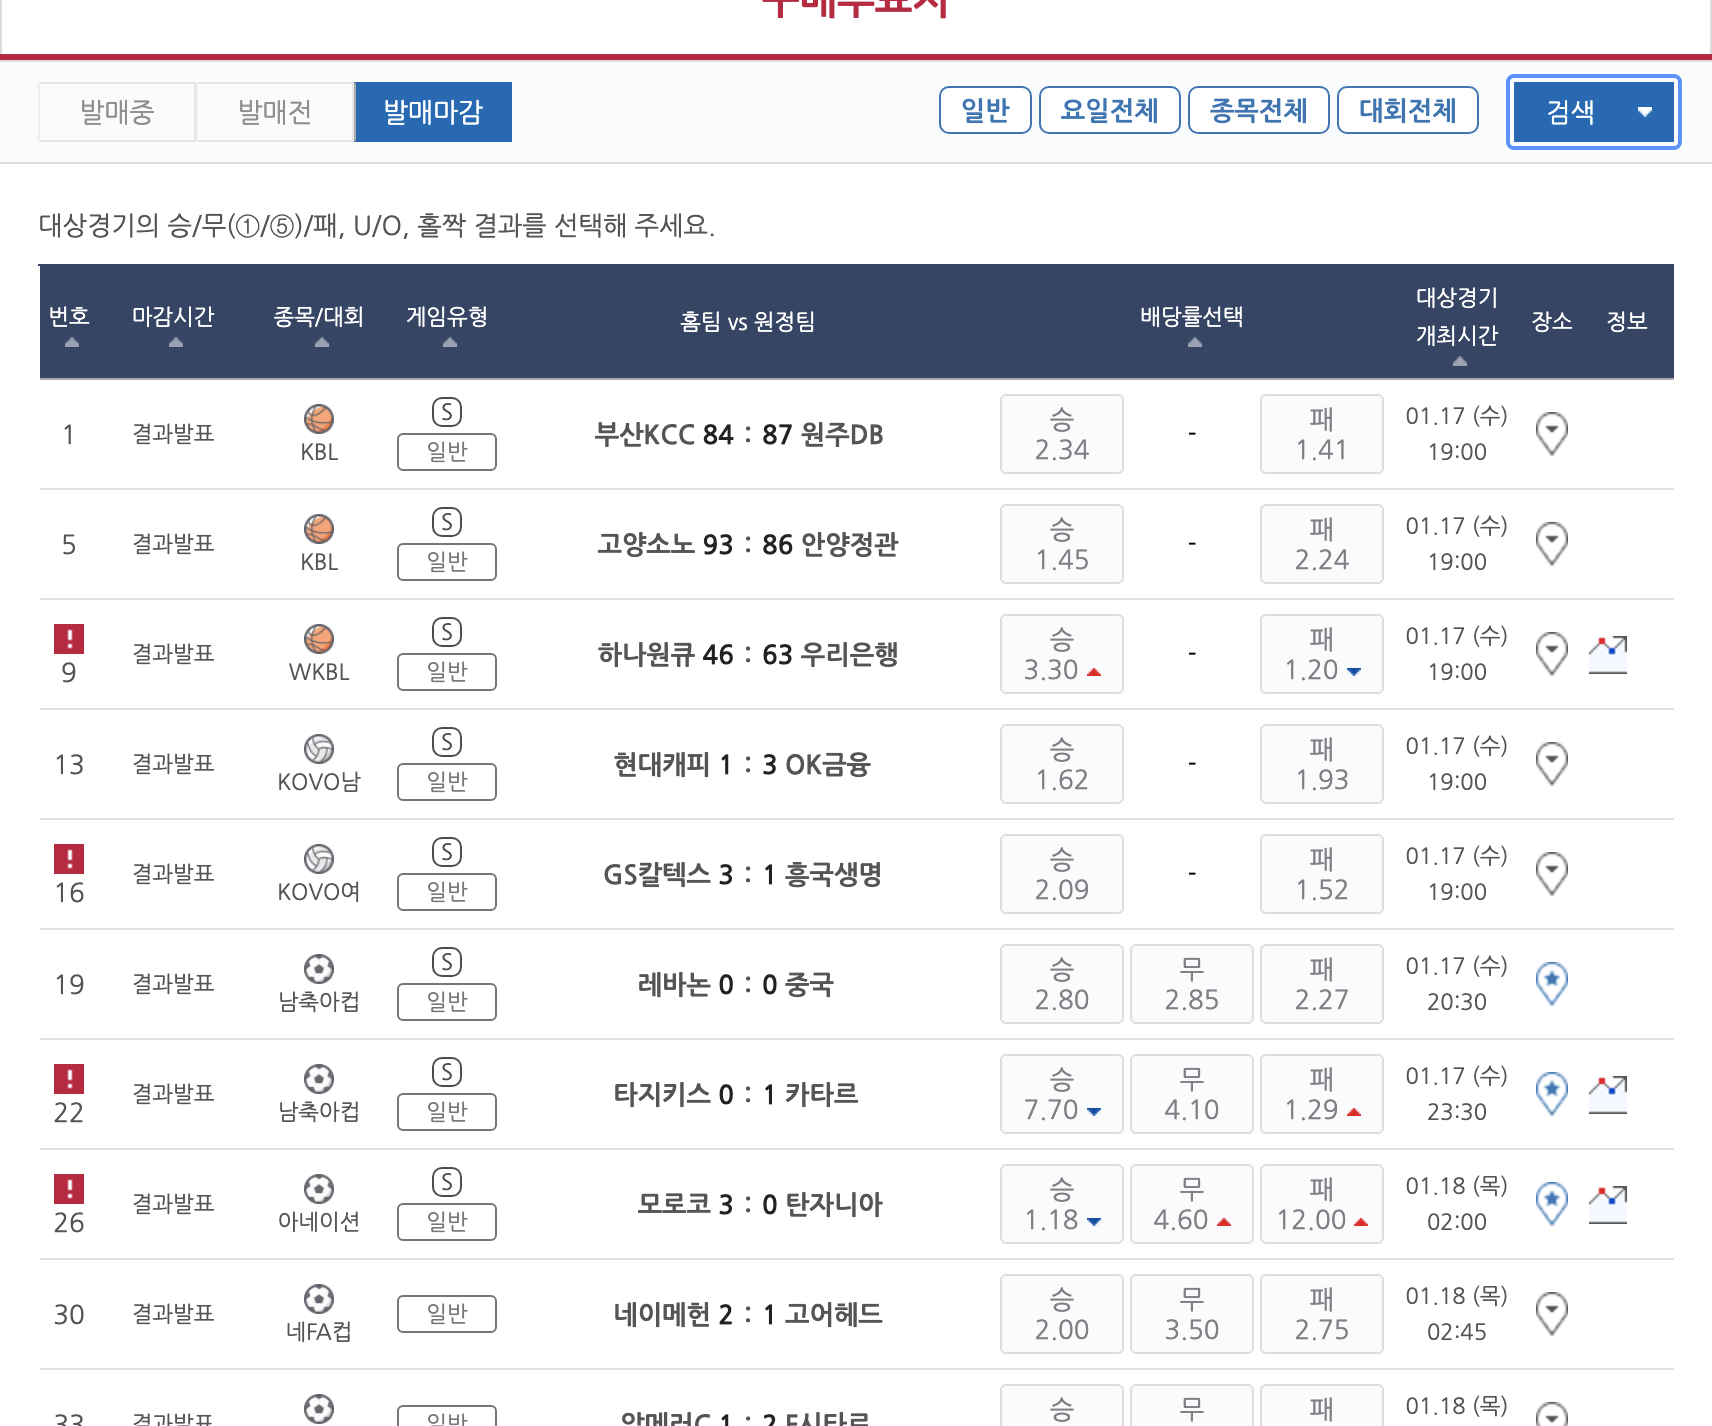 구매투표지
발매중 발매전 발매마감 일반 요일전체 종목전체 대회전체 검색
대상경기의 승/무(①/⑤)/패, U/O, 홀짝 결과를 선택해 주세요.
번호 마감시간 종목/대회 게임유형 홈팀 vs 원정팀 배당률선택 대상경기 개최시간 장소 정보
1 결과발표 KBL S 일반 부산KCC 84 : 87 원주DB 승 2.34 - 패 1.41 01.17 (수) 19:00
5 결과발표 KBL S 일반 고양소노 93 : 86 안양정관 승 1.45 - 패 2.24 01.17 (수) 19:00
! 9 결과발표 WKBL S 일반 하나원큐 46 : 63 우리은행 승 3.30 - 패 1.20 01.17 (수) 19:00
13 결과발표 KOVO남 S 일반 현대캐피 1 : 3 OK금융 승 1.62 - 패 1.93 01.17 (수) 19:00
! 16 결과발표 KOVO여 S 일반 GS칼텍스 3 : 1 흥국생명 승 2.09 - 패 1.52 01.17 (수) 19:00
19 결과발표 남축아컵 S 일반 레바논 0 : 0 중국 승 2.80 무 2.85 패 2.27 01.17 (수) 20:30
! 22 결과발표 남축아컵 S 일반 타지키스 0 : 1 카타르 승 7.70 무 4.10 패 1.29 01.17 (수) 23:30
! 26 결과발표 아네이션 S 일반 모로코 3 : 0 탄자니아 승 1.18 무 4.60 패 12.00 01.18 (목) 02:00
30 결과발표 네FA컵 일반 네이메헌 2 : 1 고어헤드 승 2.00 무 3.50 패 2.75 01.18 (목) 02:45
33 결과발표 일반 1 : 2 승 무 패 01.18 (목)